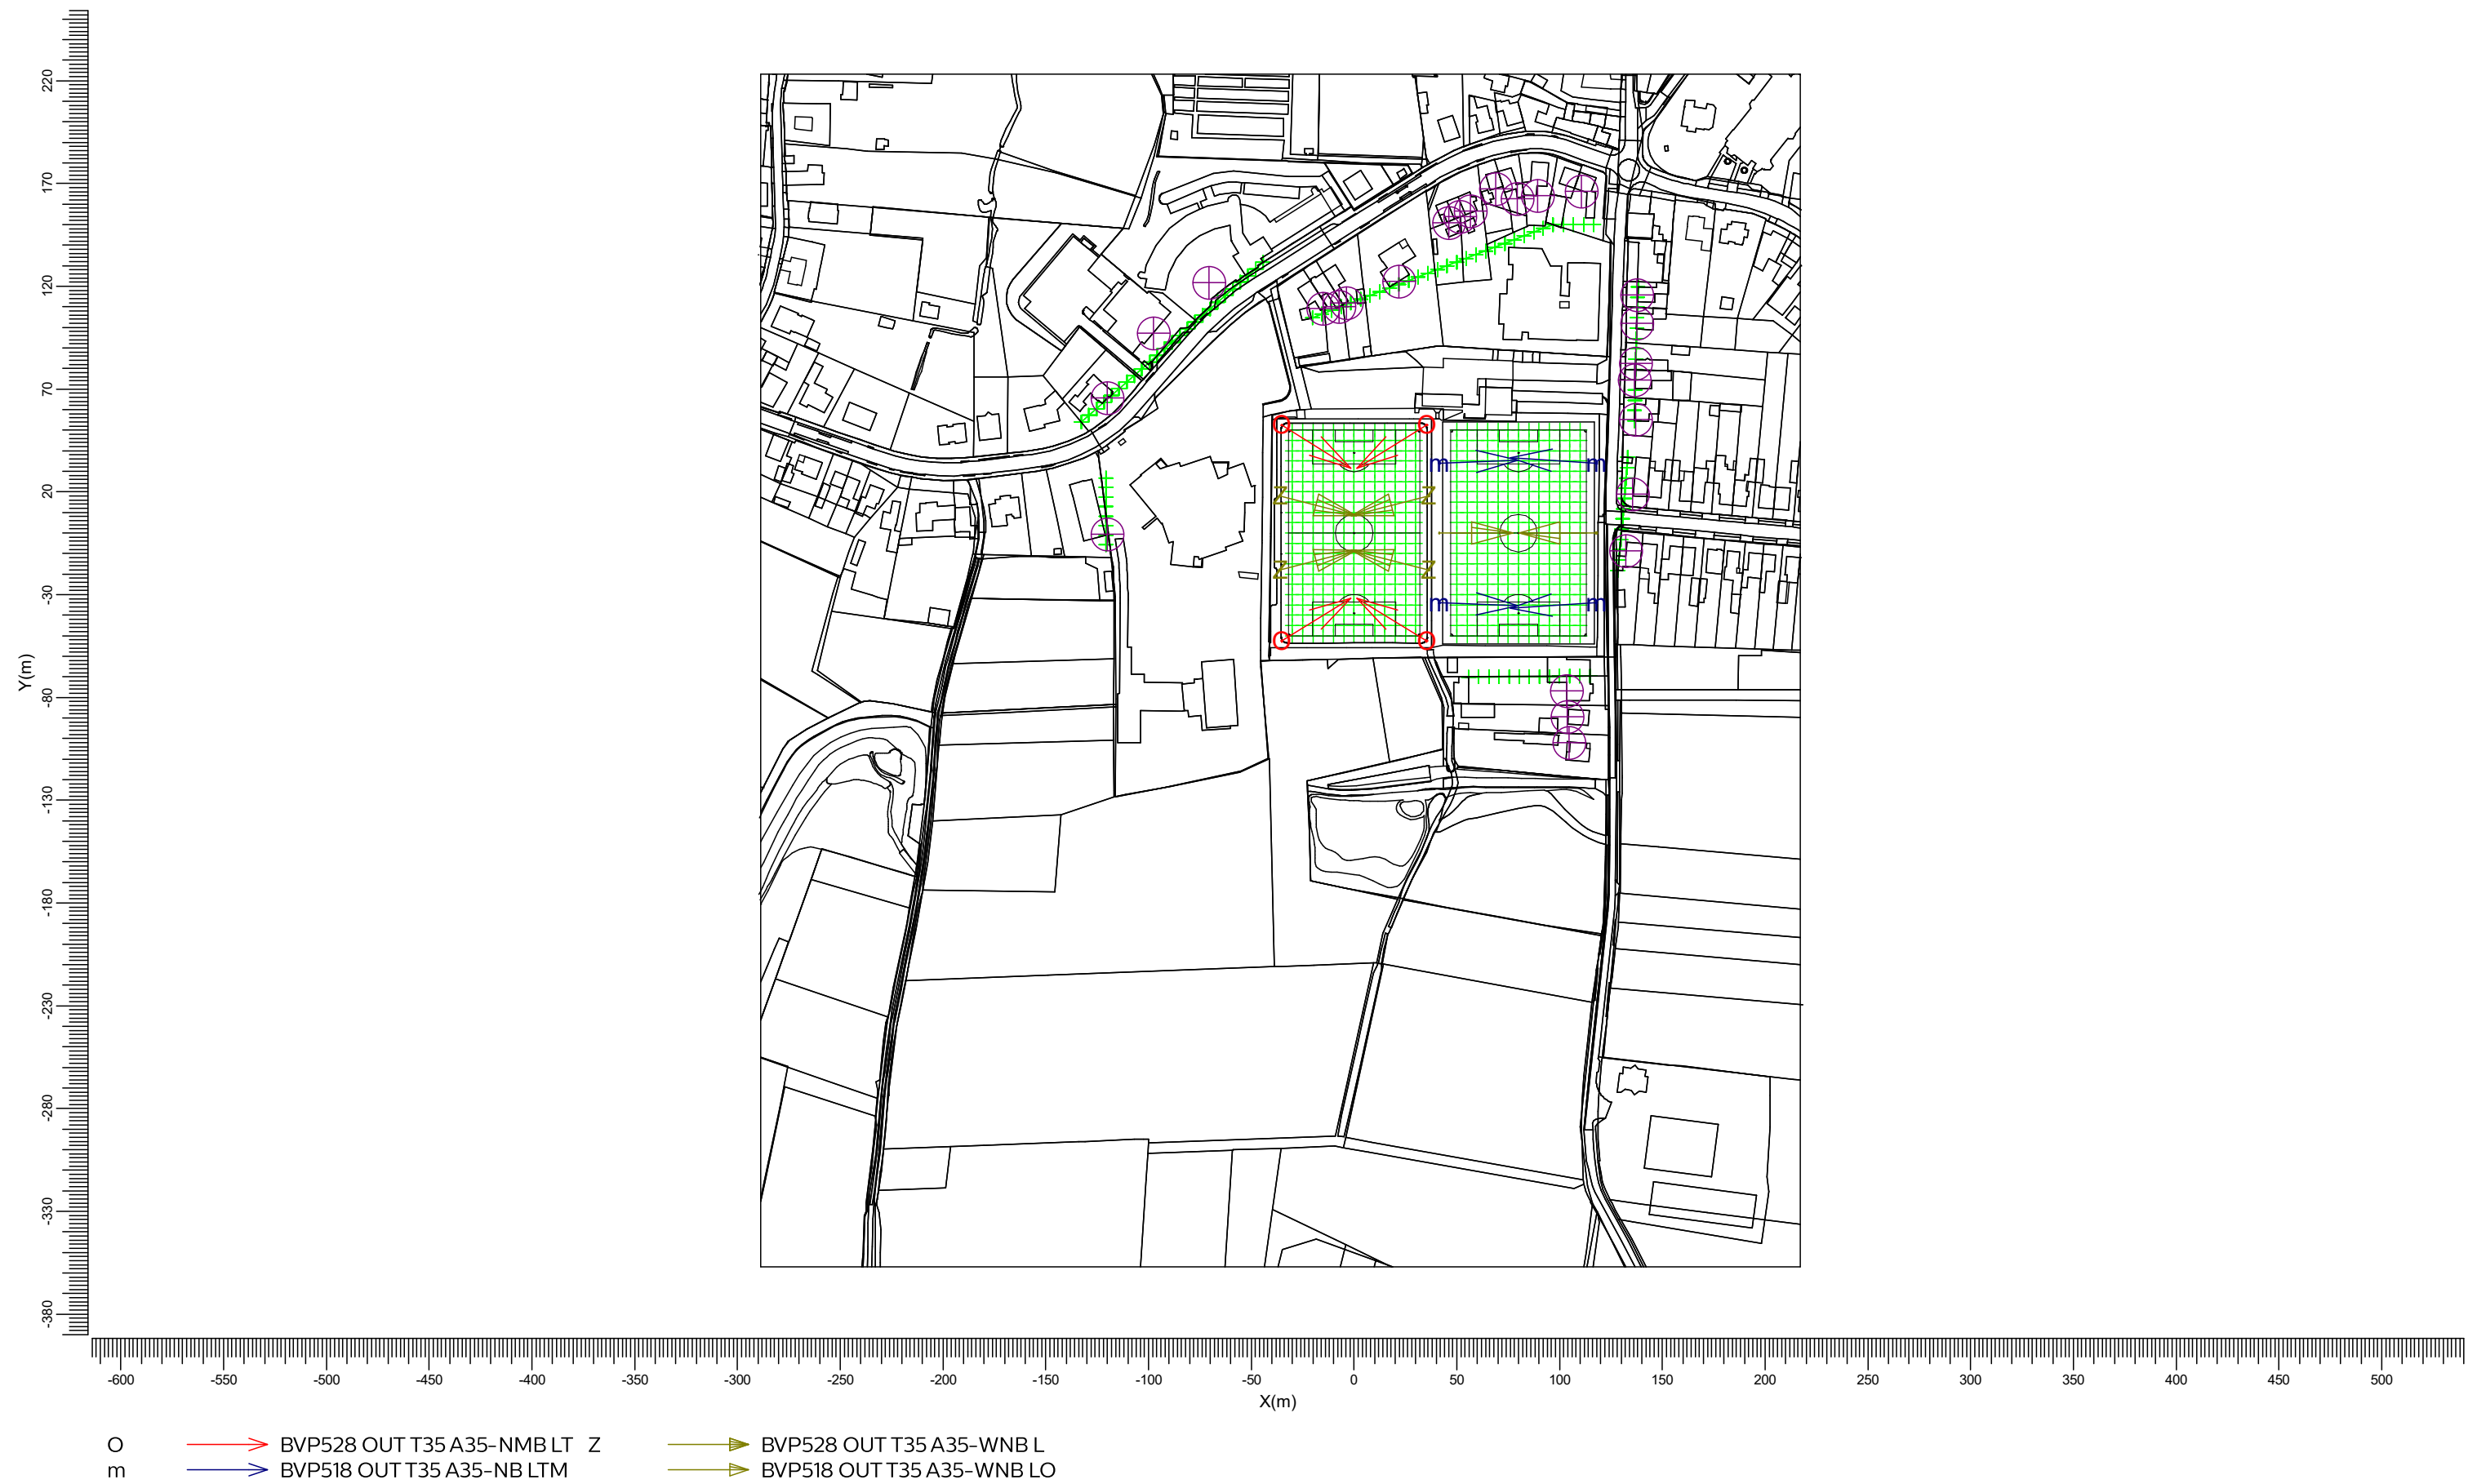 220
170
120
70
20
-30
-80
-130
-180
-230
-280
-330
-380
Y(m)
m m
Z Z
Z Z
m m
-600 -550 -500 -450 -400 -350 -300 -250 -200 -150 -100 -50 0 50 100 150 200 250 300 350 400 450 500
X(m)
O BVP528 OUT T35 A35-NMB LT Z BVP528 OUT T35 A35-WNB L
m BVP518 OUT T35 A35-NB LTM BVP518 OUT T35 A35-WNB LO